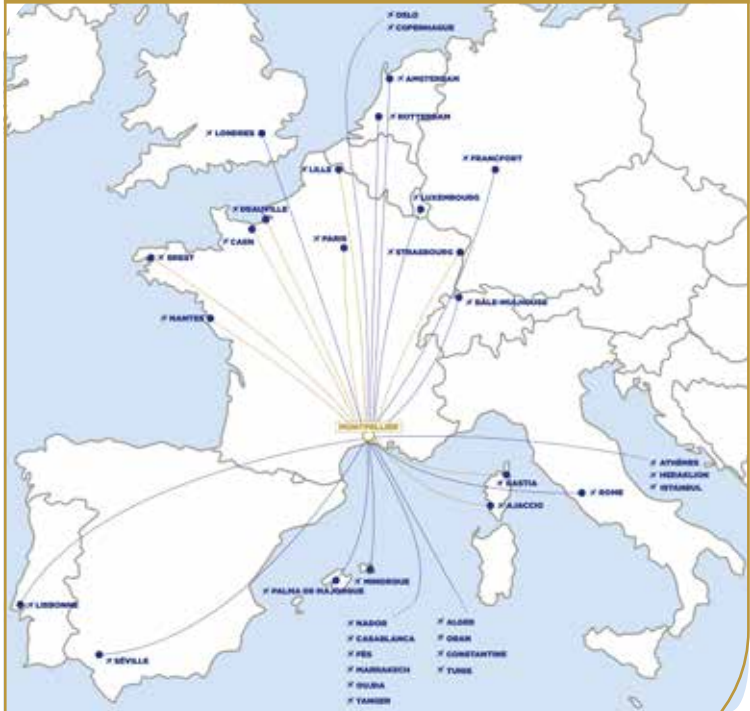 OSLO
COPENHAGUE
AMSTERDAM
ROTTERDAM
LONDRES
LILLE
FRANCFORT
LUXEMBOURG
DEAUVILLE
CAEN
PARIS
STRASBOURG
BREST
BÂLE-MULHOUSE
NANTES
MONTPELLIER
ATHÈNES
HERAKLION
ISTANBUL
BASTIA
ROME
AJACCIO
MINORQUE
PALMA DE MAJORQUE
LISBONNE
SÉVILLE
NADOR
CASABLANCA
FÈS
MARRAKECH
OUJDA
TANGER
ALGER
ORAN
CONSTANTINE
TUNIS